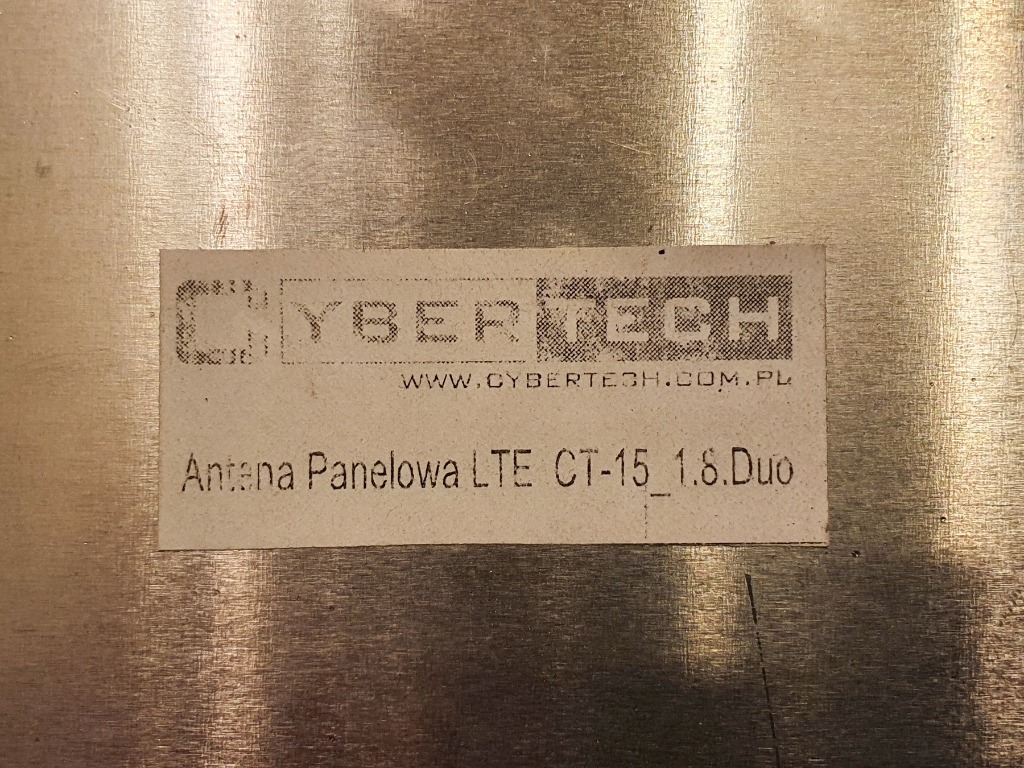 CYBERTECH
WWW.CYBERTECH.COM.PL
Antena Panelowa LTE CT-15_1.8.Duo